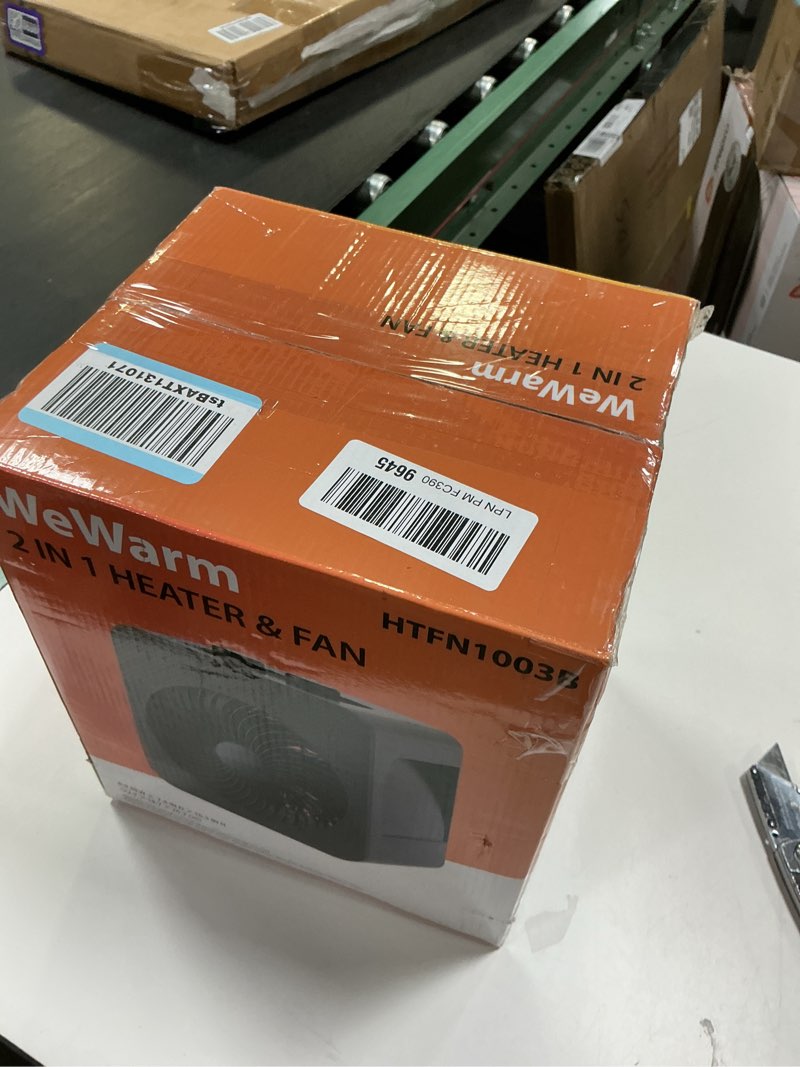 2 IN 1 HEATER & FAN
WeWarm
tsBAXT131071
LPN PM FC390 9645
WeWarm
2 IN 1 HEATER & FAN
HTFN1003B